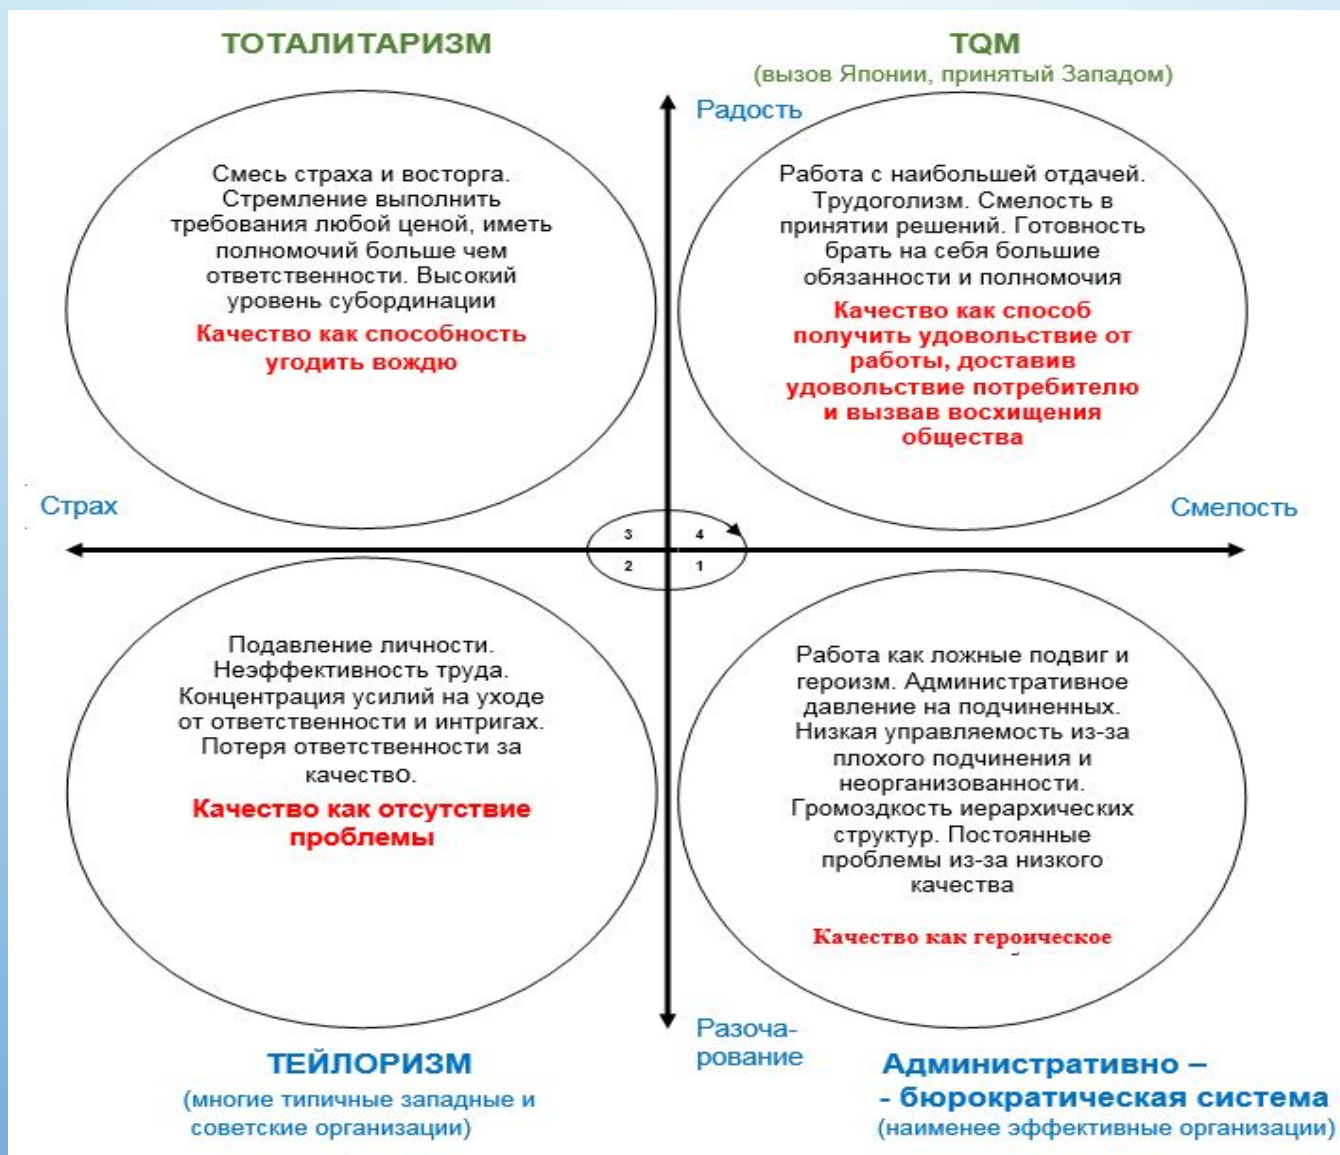 ТОТАЛИТАРИЗМ
TQM
(вызов Японии, принятый Западом)
Радость
Смесь страха и восторга.
Стремление выполнить
требования любой ценой, иметь
полномочий больше чем
ответственности. Высокий
уровень субординации
Качество как способность
угодить вождю
Работа с наибольшей отдачей.
Трудоголизм. Смелость в
принятии решений. Готовность
брать на себя большие
обязанности и полномочия
Качество как способ
получить удовольствие от
работы, доставив
удовольствие потребителю
и вызвав восхищения
общества
Страх
Смелость
3 4
2 1
Подавление личности.
Неэффективность труда.
Концентрация усилий на уходе
от ответственности и интригах.
Потеря ответственности за
качество.
Качество как отсутствие
проблемы
Работа как ложные подвиг и
героизм. Административное
давление на подчиненных.
Низкая управляемость из-за
плохого подчинения и
неорганизованности.
Громоздкость иерархических
структур. Постоянные
проблемы из-за низкого
качества
Качество как героическое
Разоча-
рование
ТЕЙЛОРИЗМ
(многие типичные западные и
советские организации)
Административно –
- бюрократическая система
(наименее эффективные организации)